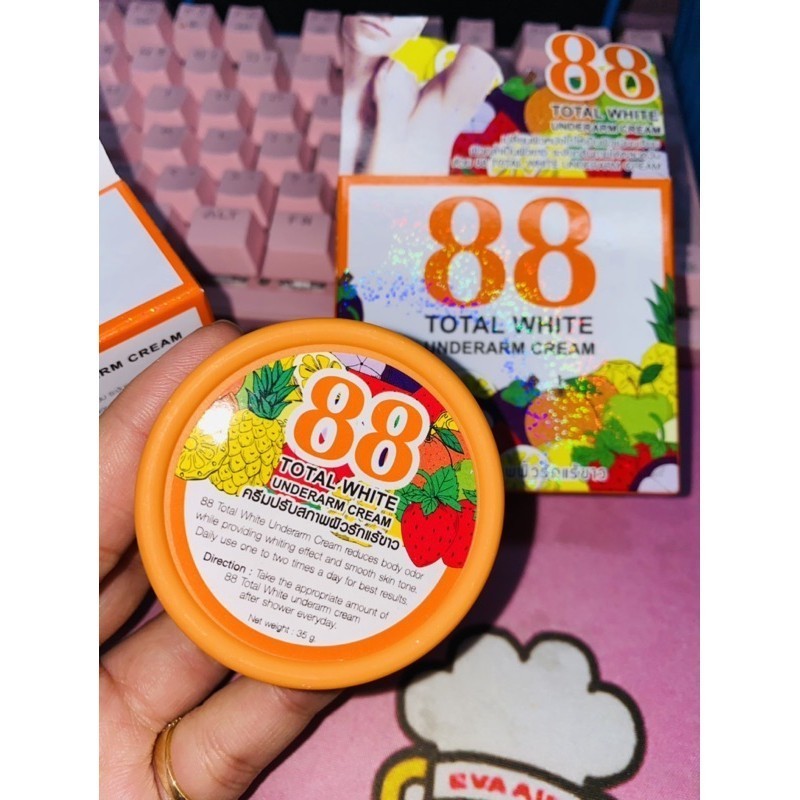 88
TOTAL WHITE
UNDERARM CREAM
88
TOTAL WHITE
UNDERARM CREAM
ARM CREAM
ALT
FN
88
TOTAL WHITE
UNDERARM CREAM
ครีมปรับสภาพผิวรักแร้ขาว
88 Total White Underarm Cream reduces body odor
while providing whiting effect and smooth skin tone.
Daily use one to two times a day for best results.
Direction : Take the appropriate amount of
88 Total White underarm cream
after shower everyday.
Net weight : 35 g.